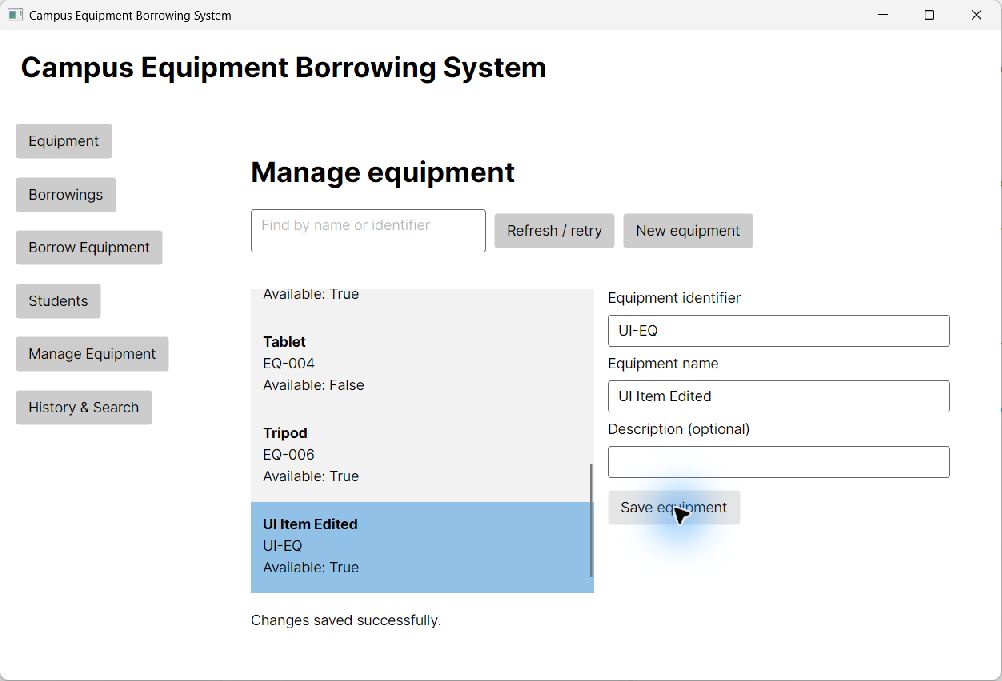 Campus Equipment Borrowing System
Campus Equipment Borrowing System
Equipment
Borrowings
Borrow Equipment
Students
Manage Equipment
History & Search
Manage equipment
Find by name or identifier
Refresh / retry
New equipment
Available: True
Tablet
EQ-004
Available: False
Tripod
EQ-006
Available: True
UI Item Edited
UI-EQ
Available: True
Changes saved successfully.
Equipment identifier
UI-EQ
Equipment name
UI Item Edited
Description (optional)
Save equipment